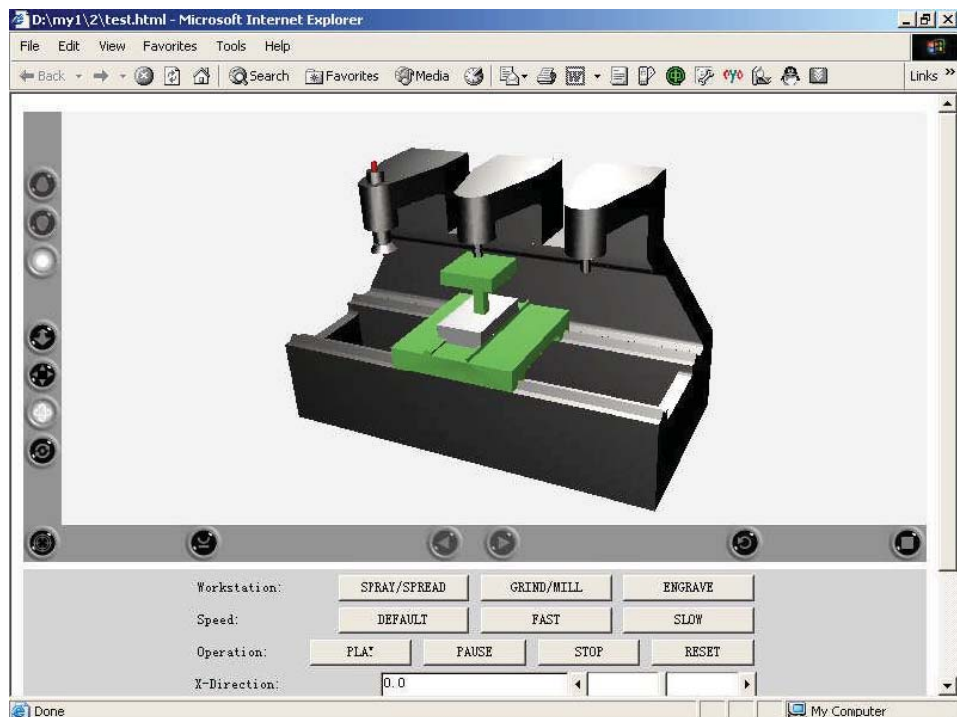 D:\my1\2\test.html - Microsoft Internet Explorer
File Edit View Favorites Tools Help
Back Search Favorites Media Links »
Workstation: SPRAY/SPREAD GRIND/MILL ENGRAVE
Speed: DEFAULT FAST SLOW
Operation: PLAY PAUSE STOP RESET
X-Direction: 0.0
Done My Computer